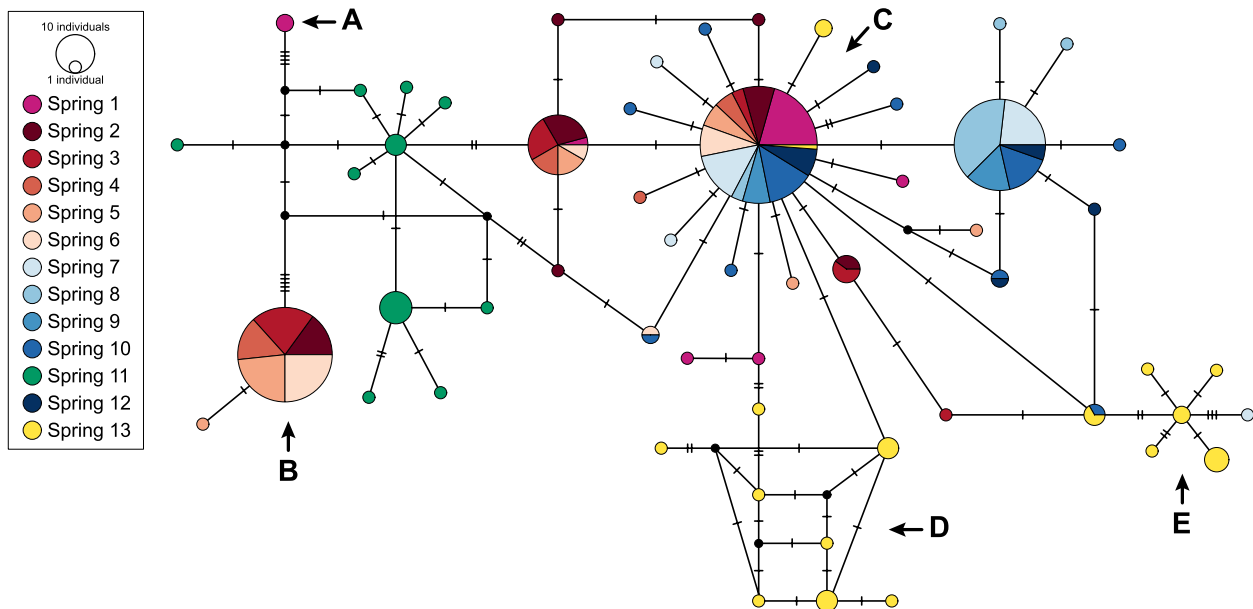 10 individuals
1 individual
Spring 1
Spring 2
Spring 3
Spring 4
Spring 5
Spring 6
Spring 7
Spring 8
Spring 9
Spring 10
Spring 11
Spring 12
Spring 13
A
C
B
D
E